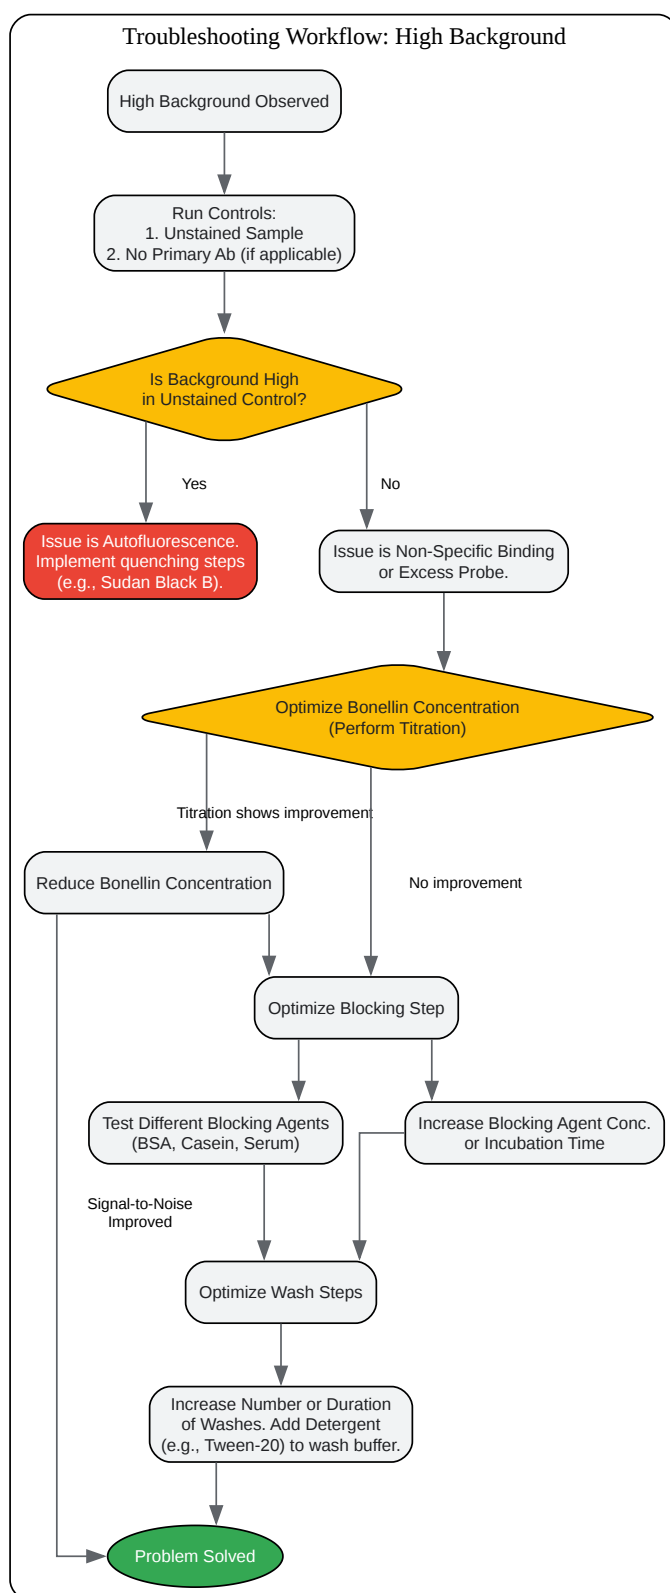 Troubleshooting Workflow: High Background
High Background Observed
Run Controls:
1. Unstained Sample
2. No Primary Ab (if applicable)
Is Background High
in Unstained Control?
Yes
No
Issue is Autofluorescence.
Implement quenching steps
(e.g., Sudan Black B).
Issue is Non-Specific Binding
or Excess Probe.
Optimize Bonellin Concentration
(Perform Titration)
Titration shows improvement
Reduce Bonellin Concentration
No improvement
Optimize Blocking Step
Test Different Blocking Agents
(BSA, Casein, Serum)
Increase Blocking Agent Conc.
or Incubation Time
Signal-to-Noise
Improved
Optimize Wash Steps
Increase Number or Duration
of Washes. Add Detergent
(e.g., Tween-20) to wash buffer.
Problem Solved